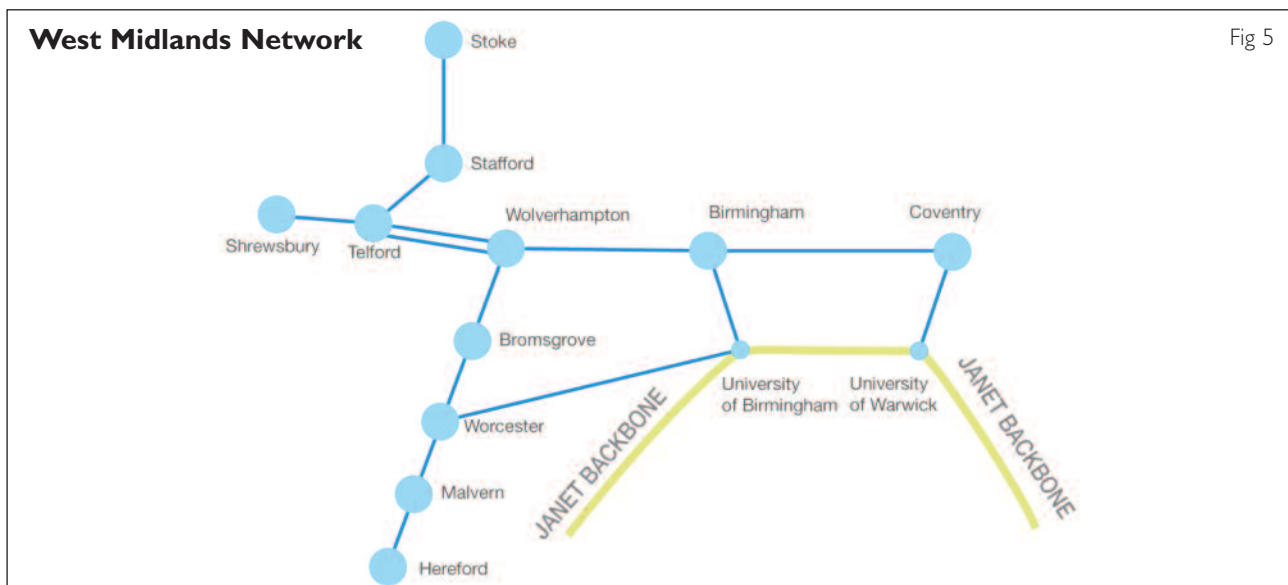 West Midlands Network
Fig 5
Stoke
Stafford
Wolverhampton
Birmingham
Coventry
Shrewsbury
Telford
Bromsgrove
University
of Birmingham
University
of Warwick
Worcester
JANET BACKBONE
JANET BACKBONE
Malvern
Hereford